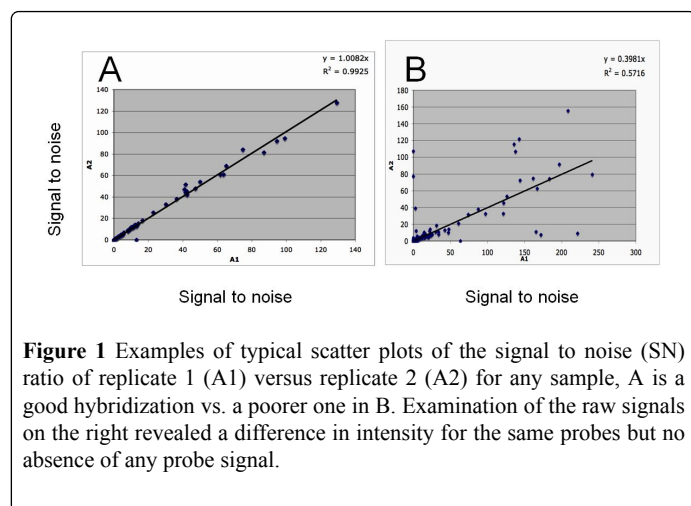 A
y = 1.0082x
R² = 0.9925
Signal to noise
A2
140
120
100
80
60
40
20
0
0 20 40 60 80 100 120 140
A1
Signal to noise
B
y = 0.3981x
R² = 0.5716
A2
180
160
140
120
100
80
60
40
20
0
0 50 100 150 200 250 300
A1
Signal to noise
Figure 1 Examples of typical scatter plots of the signal to noise (SN)
ratio of replicate 1 (A1) versus replicate 2 (A2) for any sample, A is a
good hybridization vs. a poorer one in B. Examination of the raw signals
on the right revealed a difference in intensity for the same probes but no
absence of any probe signal.